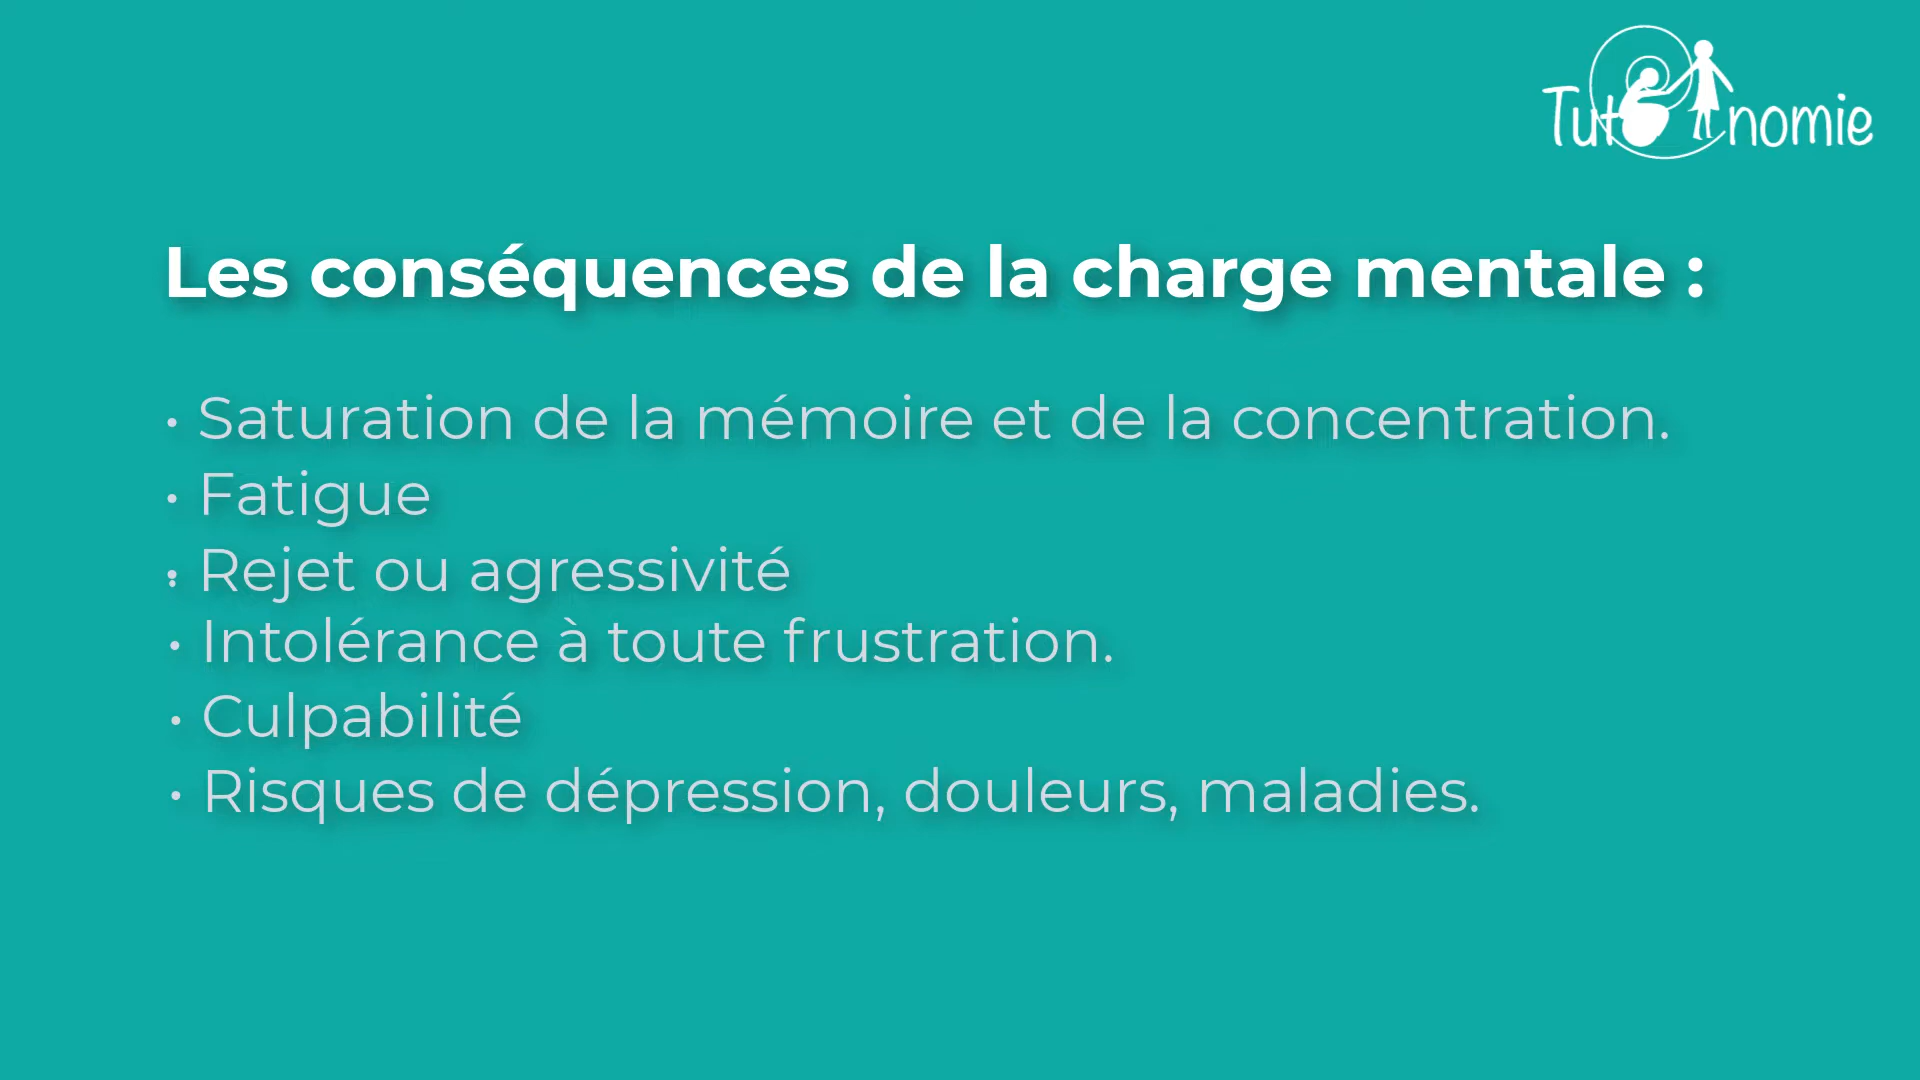 Tutonomie
Les conséquences de la charge mentale :
• Saturation de la mémoire et de la concentration.
• Fatigue
• Rejet ou agressivité
• Intolérance à toute frustration.
• Culpabilité
• Risques de dépression, douleurs, maladies.